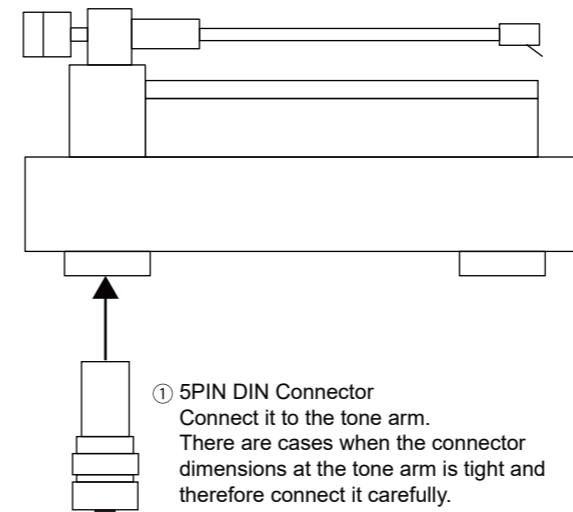 ① 5PIN DIN Connector
Connect it to the tone arm.
There are cases when the connector
dimensions at the tone arm is tight and
therefore connect it carefully.